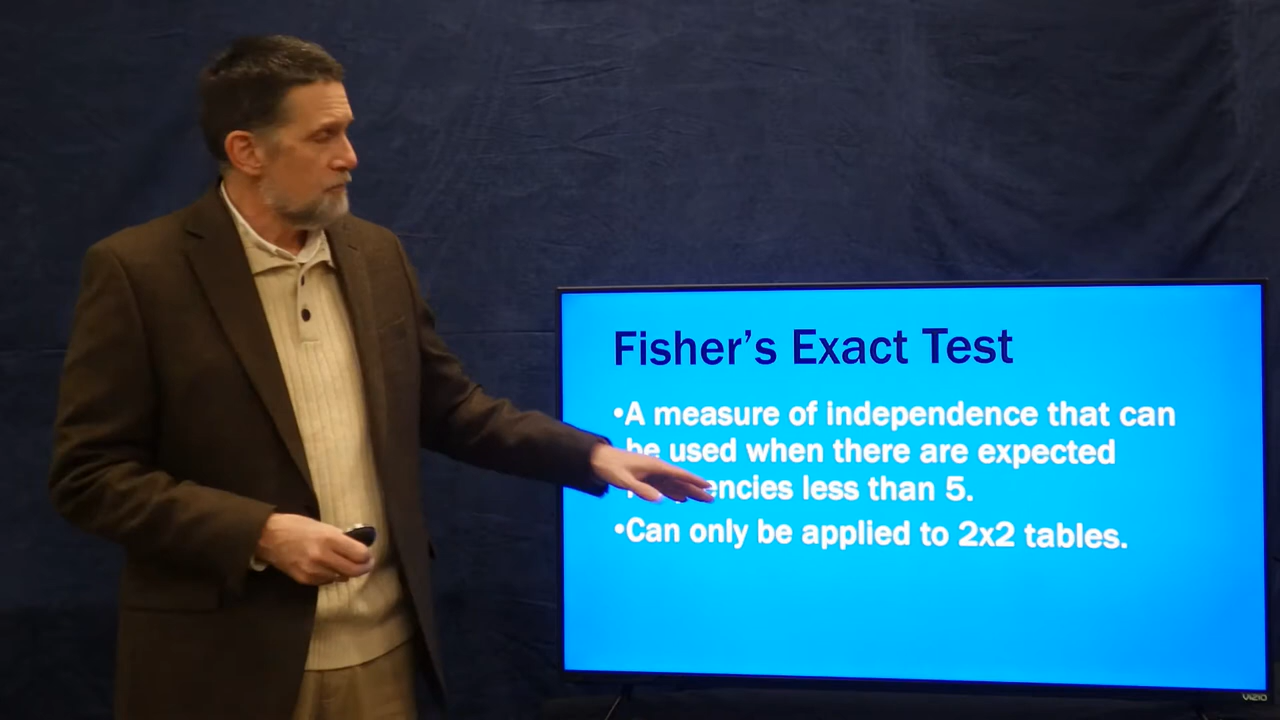 Fisher's Exact Test
•A measure of independence that can
be used when there are expected
less than 5.
•Can only be applied to 2x2 tables.
VIZIO